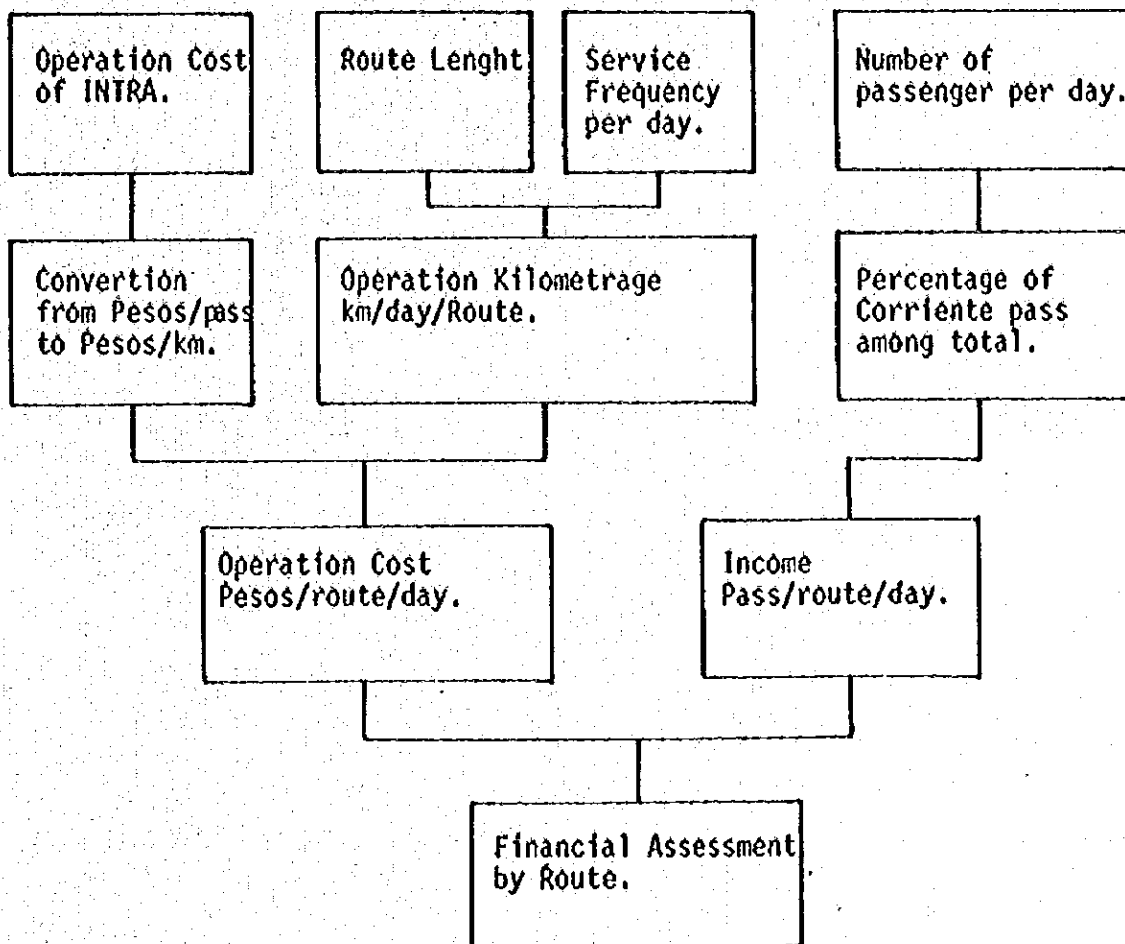 Operation Cost
of INTRA.
Route Lenght
Service
Frequency
per day.
Number of
passenger per day.
Convertion
from Pesos/pass
to Pesos/km.
Operation Kilometrage
km/day/Route.
Percentage of
Corriente pass
among total.
Operation Cost
Pesos/route/day.
Income
Pass/route/day.
Financial Assessment
by Route.